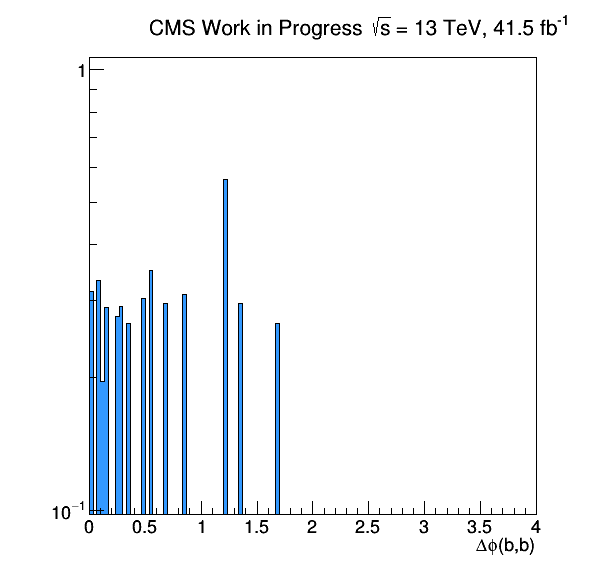 CMS Work in Progress √s = 13 TeV, 41.5 fb⁻¹
1
10⁻¹
0 0.5 1 1.5 2 2.5 3 3.5 4
Δϕ(b,b)